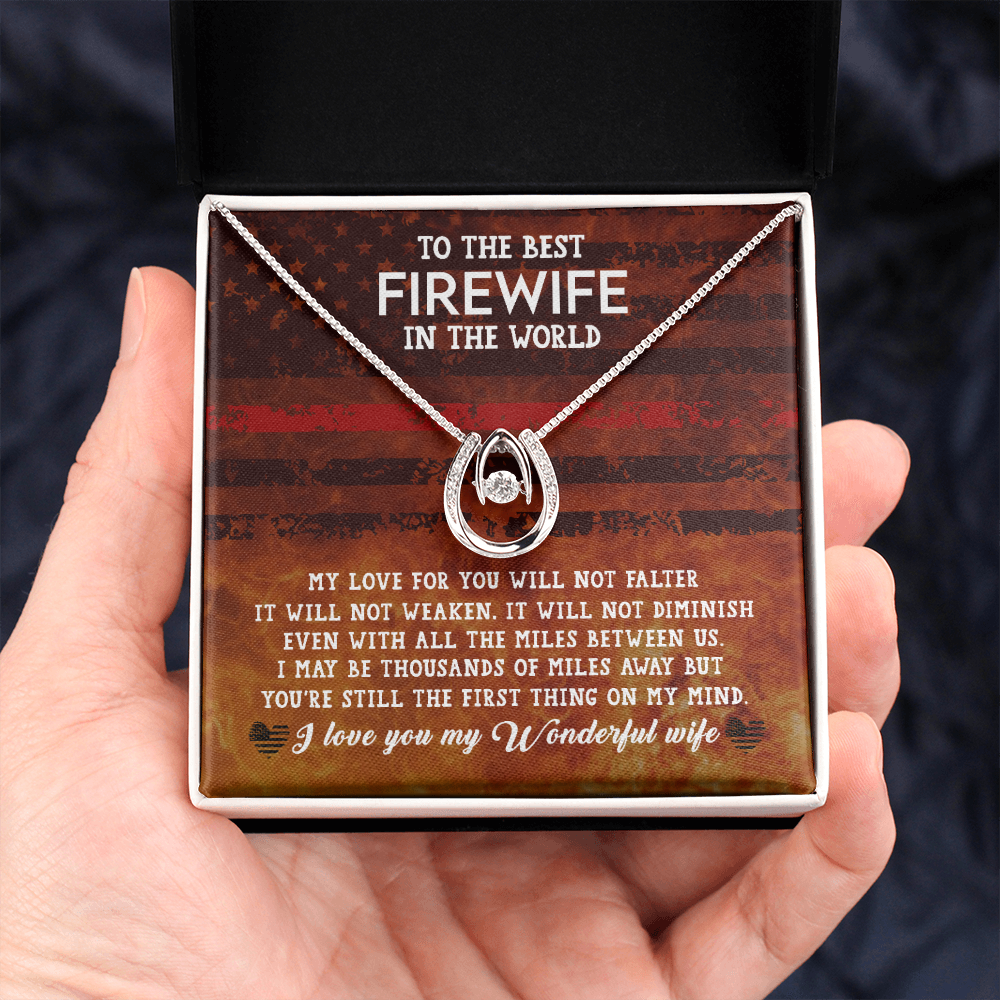 TO THE BEST
FIREWIFE
IN THE WORLD
MY LOVE FOR YOU WILL NOT FALTER
IT WILL NOT WEAKEN. IT WILL NOT DIMINISH
EVEN WITH ALL THE MILES BETWEEN US.
I MAY BE THOUSANDS OF MILES AWAY BUT
YOU'RE STILL THE FIRST THING ON MY MIND.
I love you my Wonderful wife